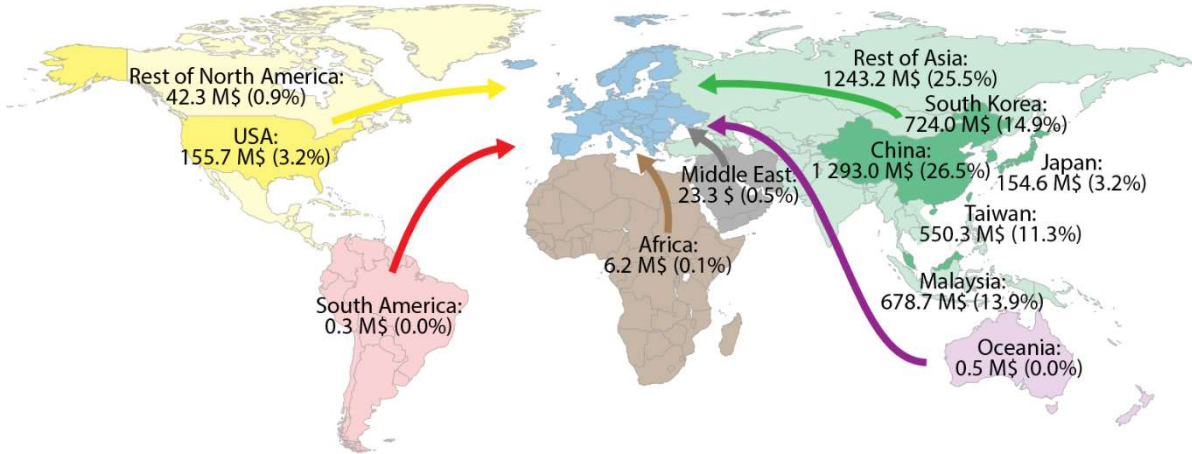 Rest of North America:
42.3 M$ (0.9%)
USA:
155.7 M$ (3.2%)
South America:
0.3 M$ (0.0%)
Africa:
6.2 M$ (0.1%)
Middle East:
23.3 $ (0.5%)
Rest of Asia:
1243.2 M$ (25.5%)
South Korea:
724.0 M$ (14.9%)
China:
1 293.0 M$ (26.5%)
Japan:
154.6 M$ (3.2%)
Taiwan:
550.3 M$ (11.3%)
Malaysia:
678.7 M$ (13.9%)
Oceania:
0.5 M$ (0.0%)